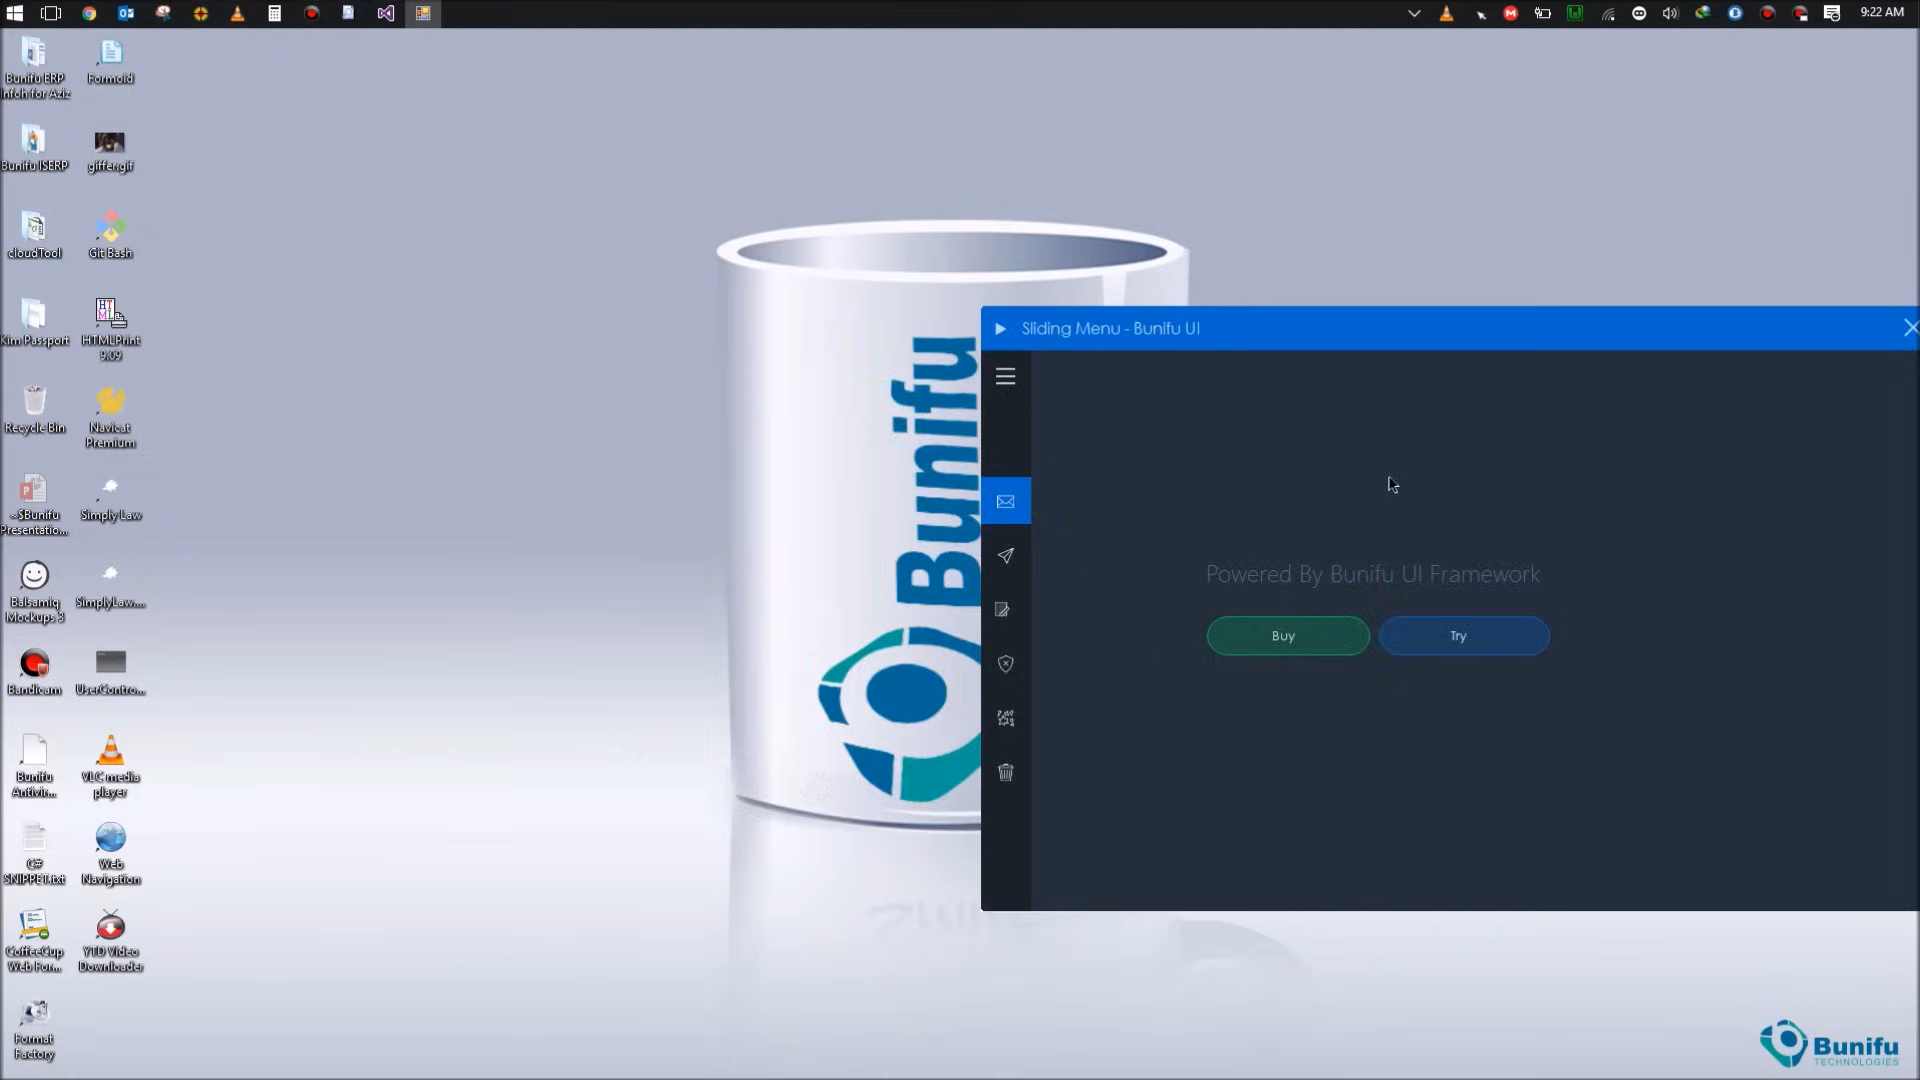 9:22 AM
Bunifu ERP
Infoh for Aziz
Formoid
Bunifu ISERP
giffen.gif
cloudTool
Git Bash
Kim Passport
HTMLPrint
9.09
Recycle Bin
Navicat
Premium
~$Bunifu
Presentatio...
Simply Law
Balsamiq
Mockups 3
SimplyLaw....
Bandicam
UserContro...
Bunifu
Antivir...
VLC media
player
C#
SNIPPET.txt
Web
Navigation
CoffeeCup
Web For...
YTD Video
Downloader
Format
Factory
Bunifu
Sliding Menu - Bunifu UI
Powered By Bunifu UI Framework
Buy
Try
Bunifu
TECHNOLOGIES